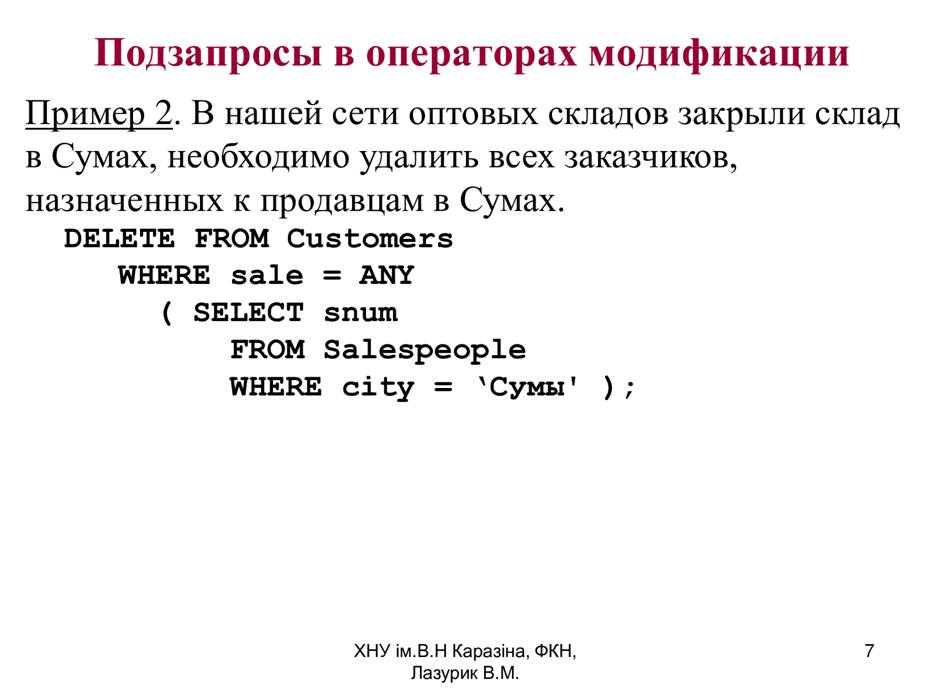 Подзапросы в операторах модификации
Пример 2. В нашей сети оптовых складов закрыли склад
в Сумах, необходимо удалить всех заказчиков,
назначенных к продавцам в Сумах.
DELETE FROM Customers
WHERE sale = ANY
( SELECT snum
FROM Salespeople
WHERE city = ‘Сумы' );
ХНУ ім.В.Н Каразіна, ФКН,
Лазурик В.М.
7